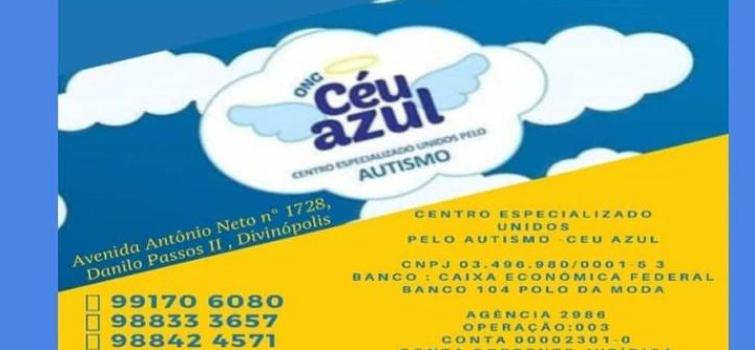 ONG
Céu
azul
CENTRO ESPECIALIZADO UNIDOS PELO
AUTISMO
Avenida Antônio Neto nº 1728,
Danilo Passos II , Divinópolis
99170 6080
98833 3657
98842 4571
CENTRO ESPECIALIZADO
UNIDOS
PELO AUTISMO -CEU AZUL
CNPJ 03.496.980/0001-5 3
BANCO : CAIXA ECONÔMICA FEDERAL
BANCO 104 POLO DA MODA
AGÊNCIA 2986
OPERAÇÃO:003
CONTA 00002301-0